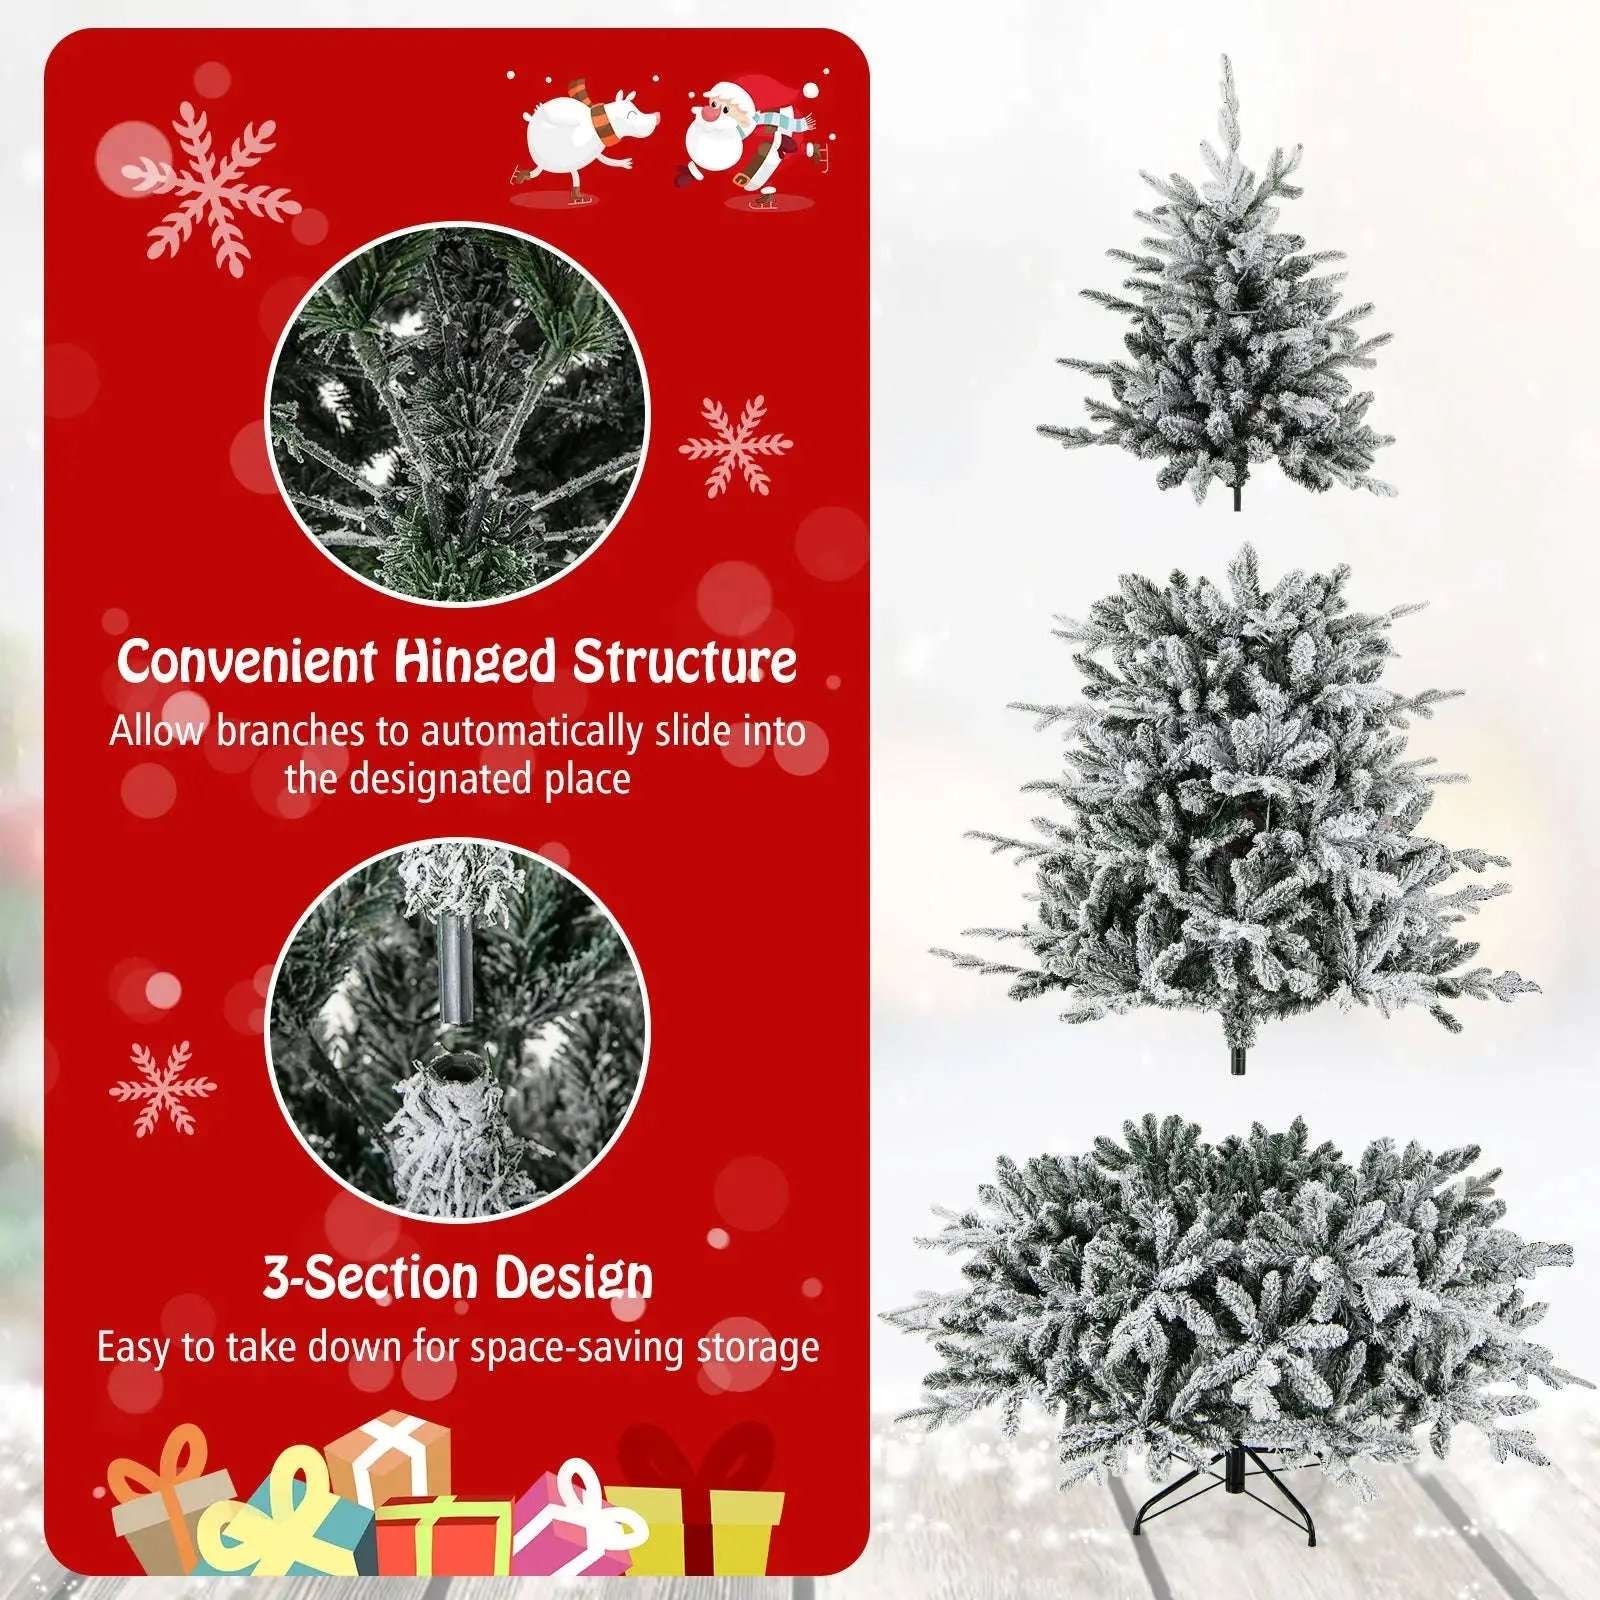 Convenient Hinged Structure
Allow branches to automatically slide into
the designated place
3-Section Design
Easy to take down for space-saving storage